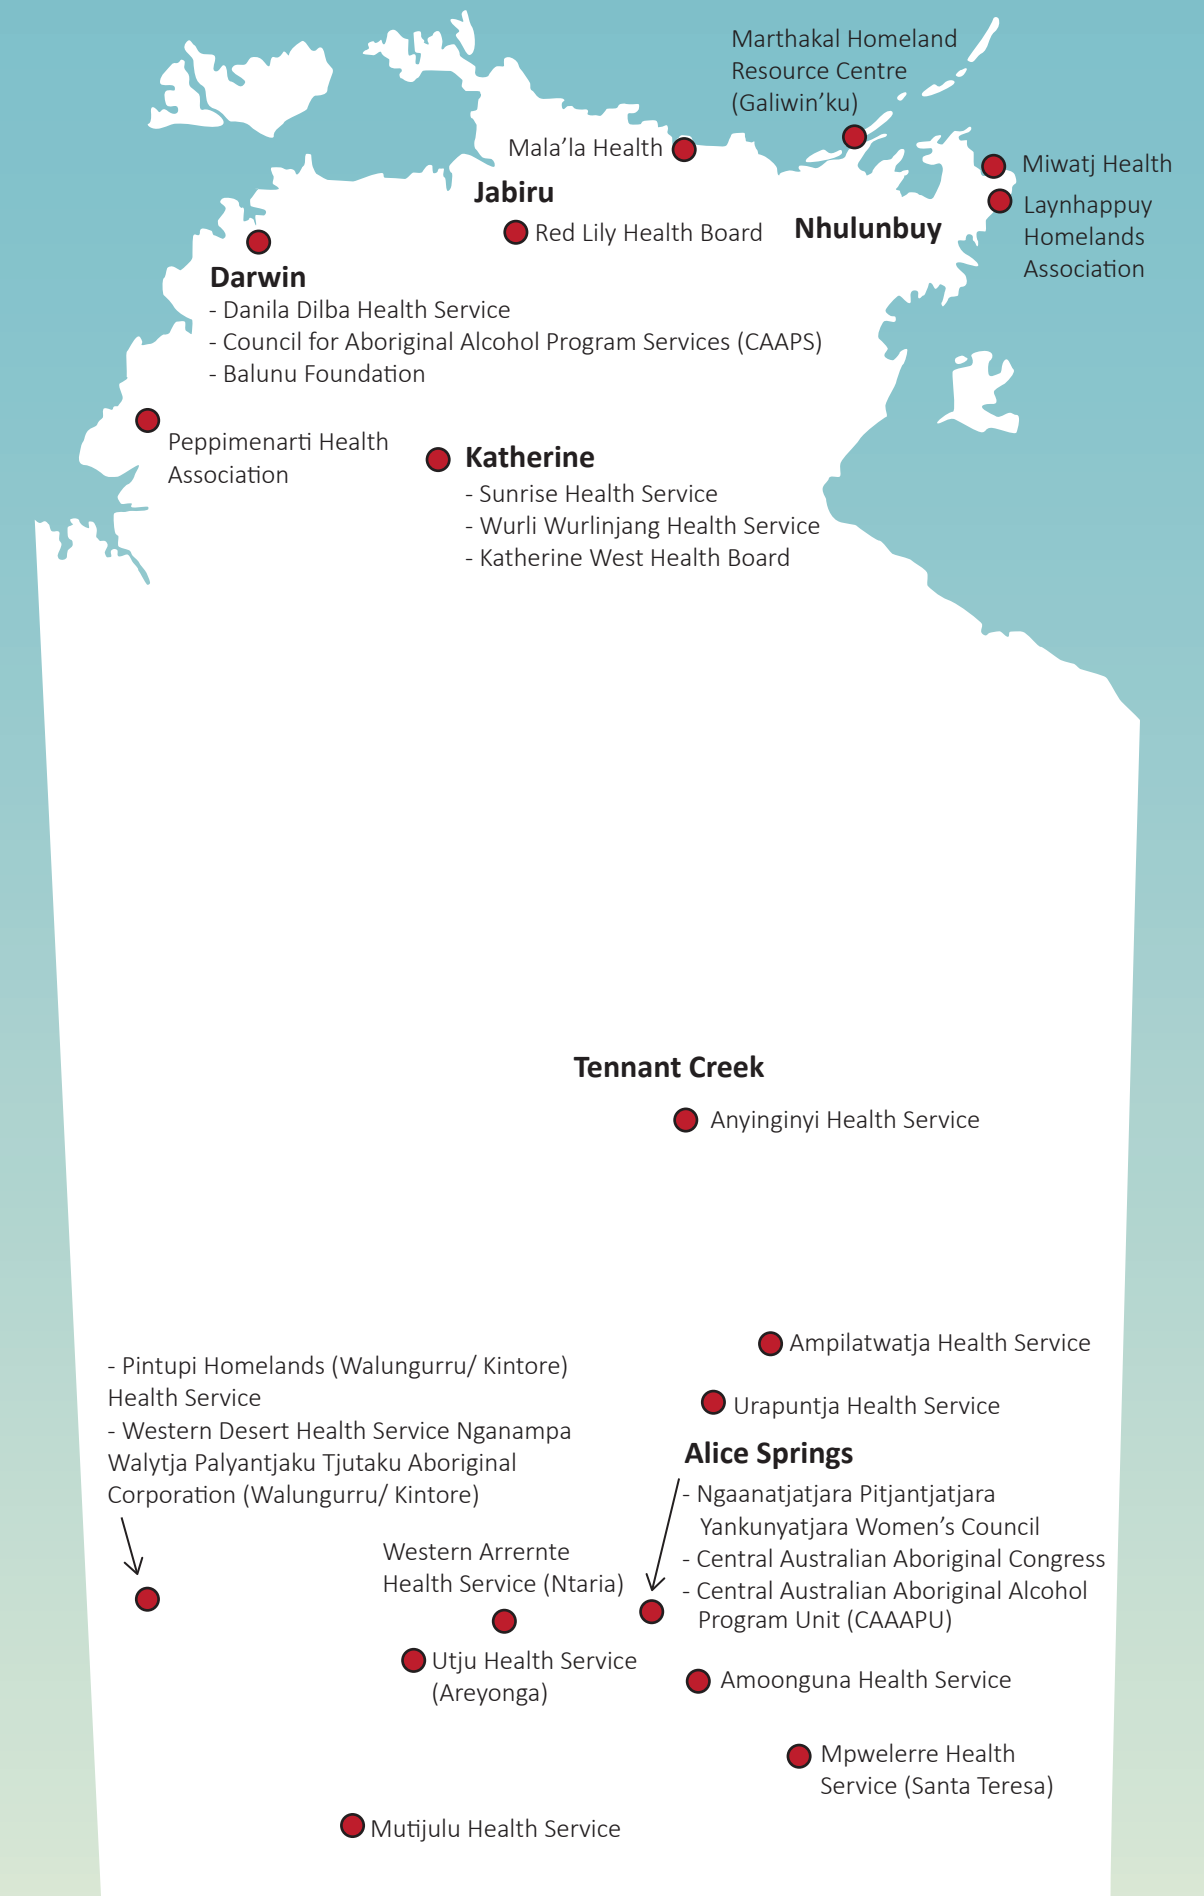 Marthakal Homeland
Resource Centre
(Galiwin’ku)
Mala’la Health
Miwatj Health
Jabiru
Laynhappuy
Homelands
Association
Red Lily Health Board
Nhulunbuy
Darwin
- Danila Dilba Health Service
- Council for Aboriginal Alcohol Program Services (CAAPS)
- Balunu Foundation
Peppimenarti Health
Association
Katherine
- Sunrise Health Service
- Wurli Wurlinjang Health Service
- Katherine West Health Board
Tennant Creek
Anyinginyi Health Service
Ampilatwatja Health Service
- Pintupi Homelands (Walungurru/ Kintore)
Health Service
- Western Desert Health Service Nganampa
Walytja Palyantjaku Tjutaku Aboriginal
Corporation (Walungurru/ Kintore)
Urapuntja Health Service
Alice Springs
- Ngaanatjatjara Pitjantjatjara
Yankunyatjara Women’s Council
- Central Australian Aboriginal Congress
- Central Australian Aboriginal Alcohol
Program Unit (CAAAPU)
Western Arrernte
Health Service (Ntaria)
Utju Health Service
(Areyonga)
Amoonguna Health Service
Mpwelerre Health
Service (Santa Teresa)
Mutijulu Health Service